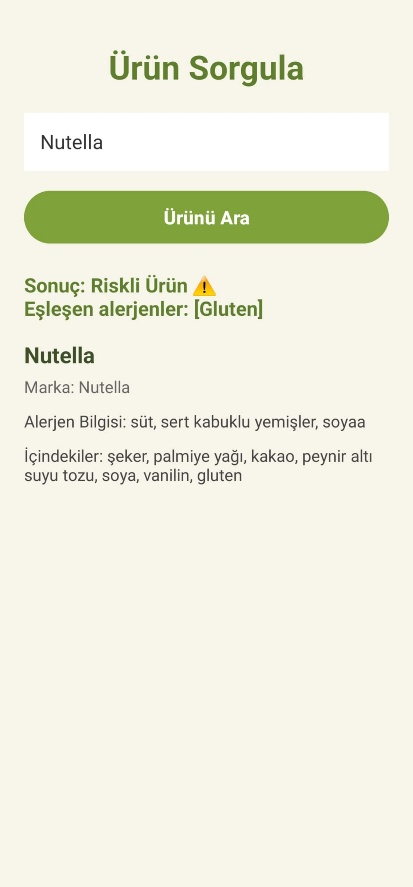 Ürün Sorgula
Nutella
Ürünü Ara
Sonuç: Riskli Ürün ⚠️
Eşleşen alerjenler: [Gluten]
Nutella
Marka: Nutella
Alerjen Bilgisi: süt, sert kabuklu yemişler, soyaa
İçindekiler: şeker, palmiye yağı, kakao, peynir altı
suyu tozu, soya, vanilin, gluten